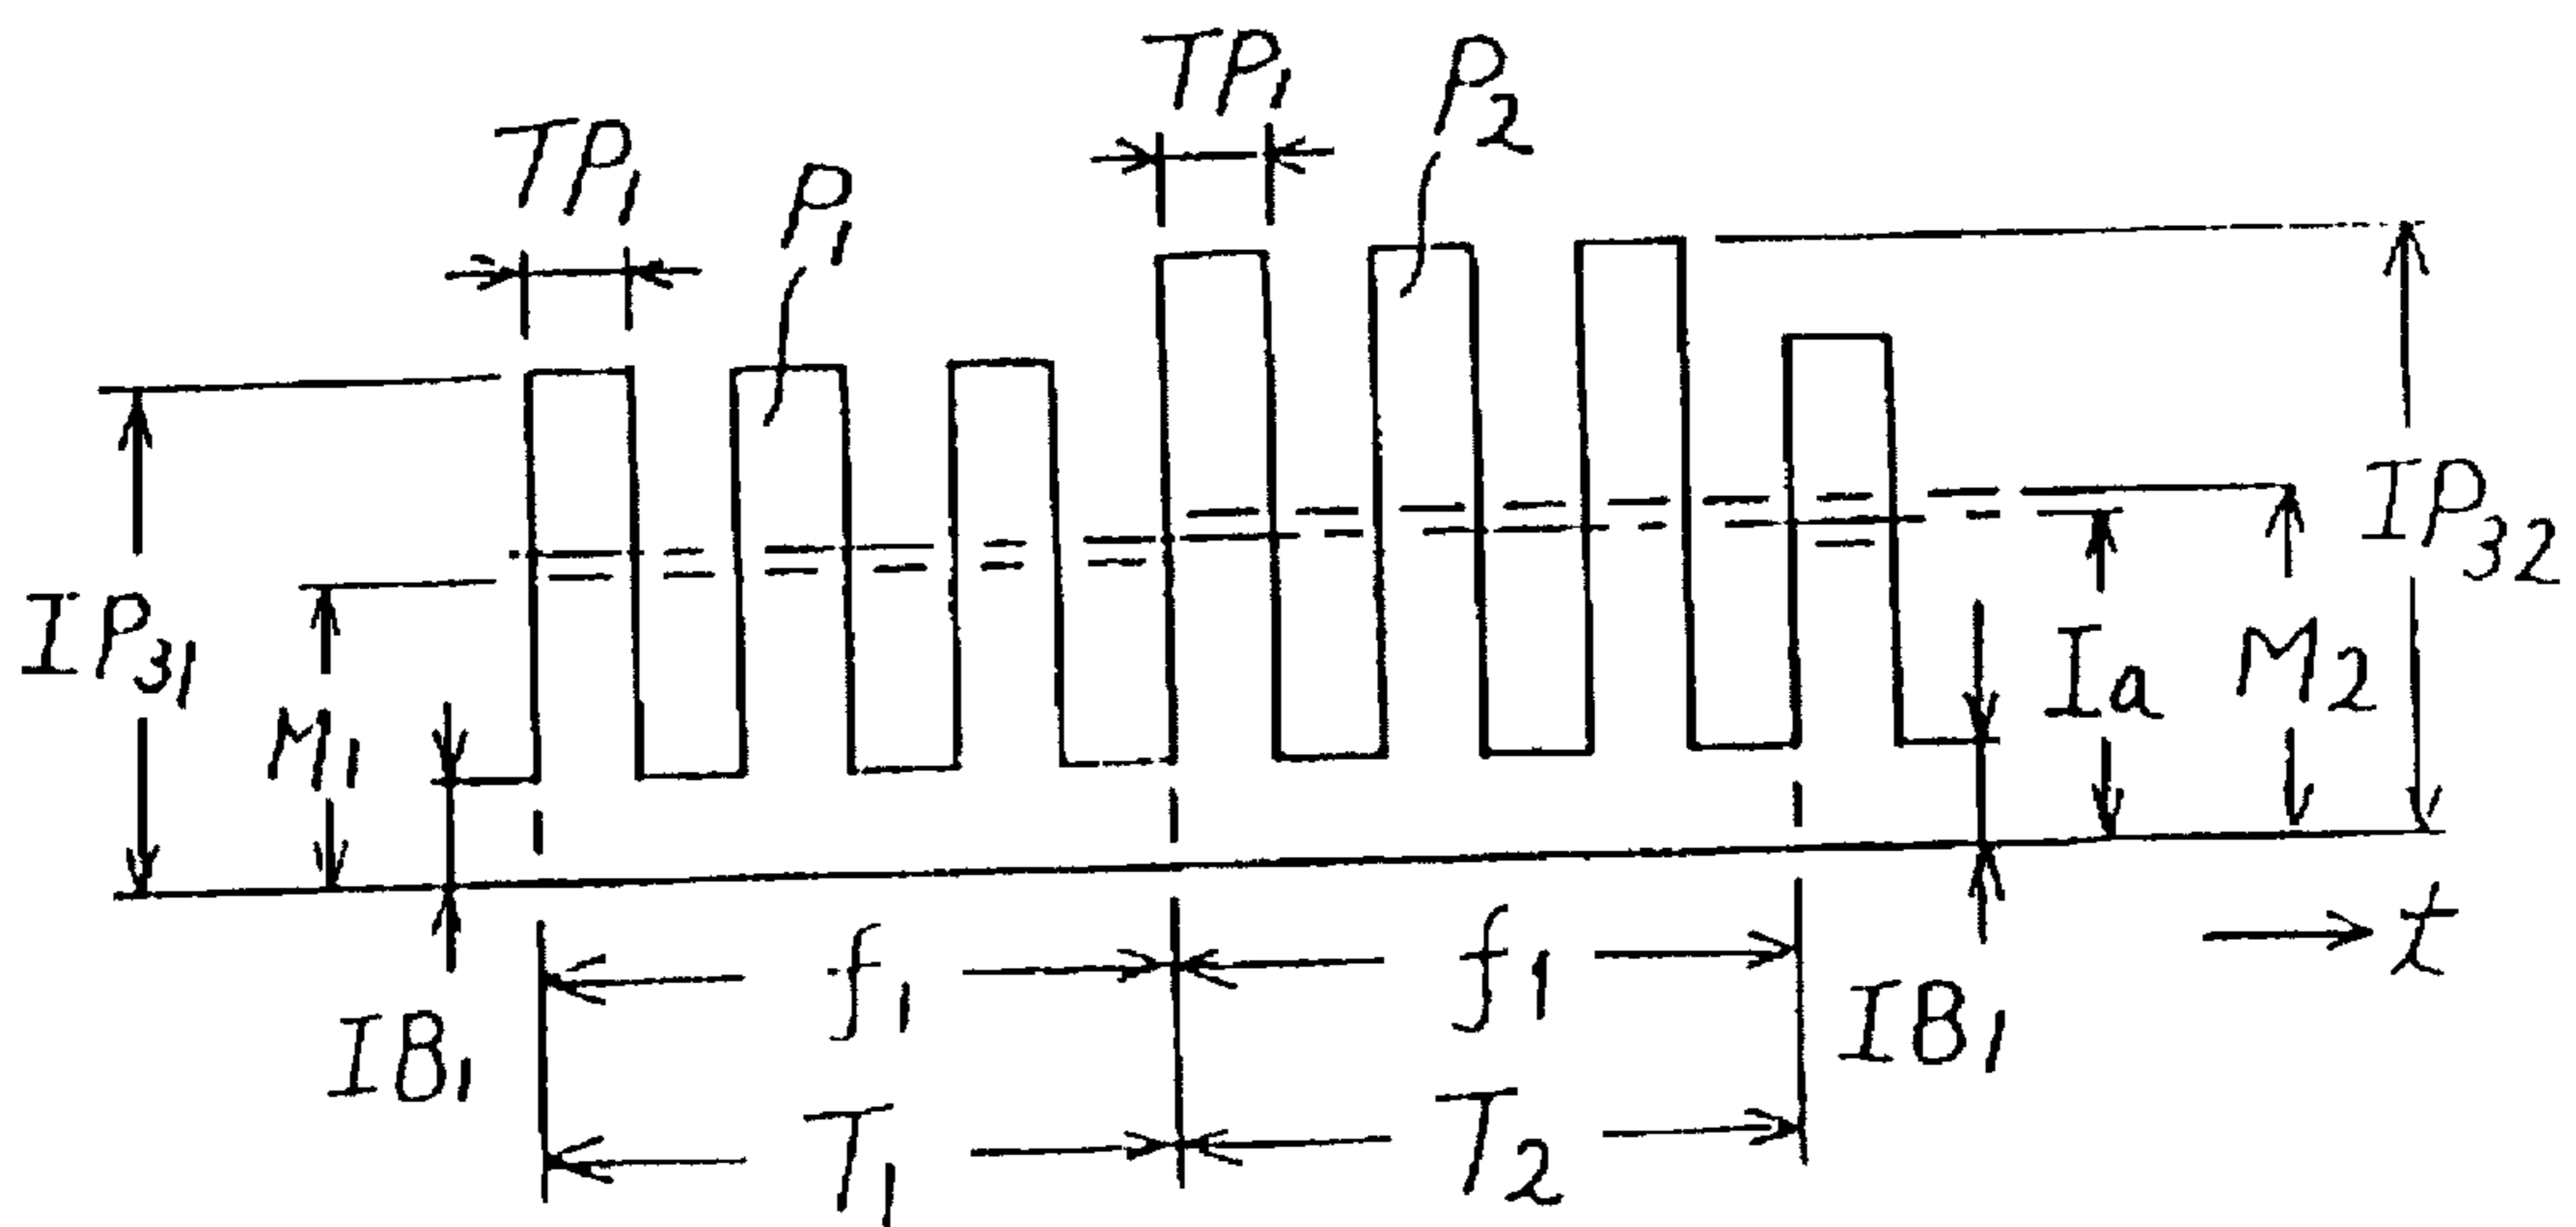 TP₁
P₂
TP₁
P₁
IP₃₁
M₁
Ia
M₂
IP₃₂
IB₁
f₁
f₁
IB₁
t
T₁
T₂